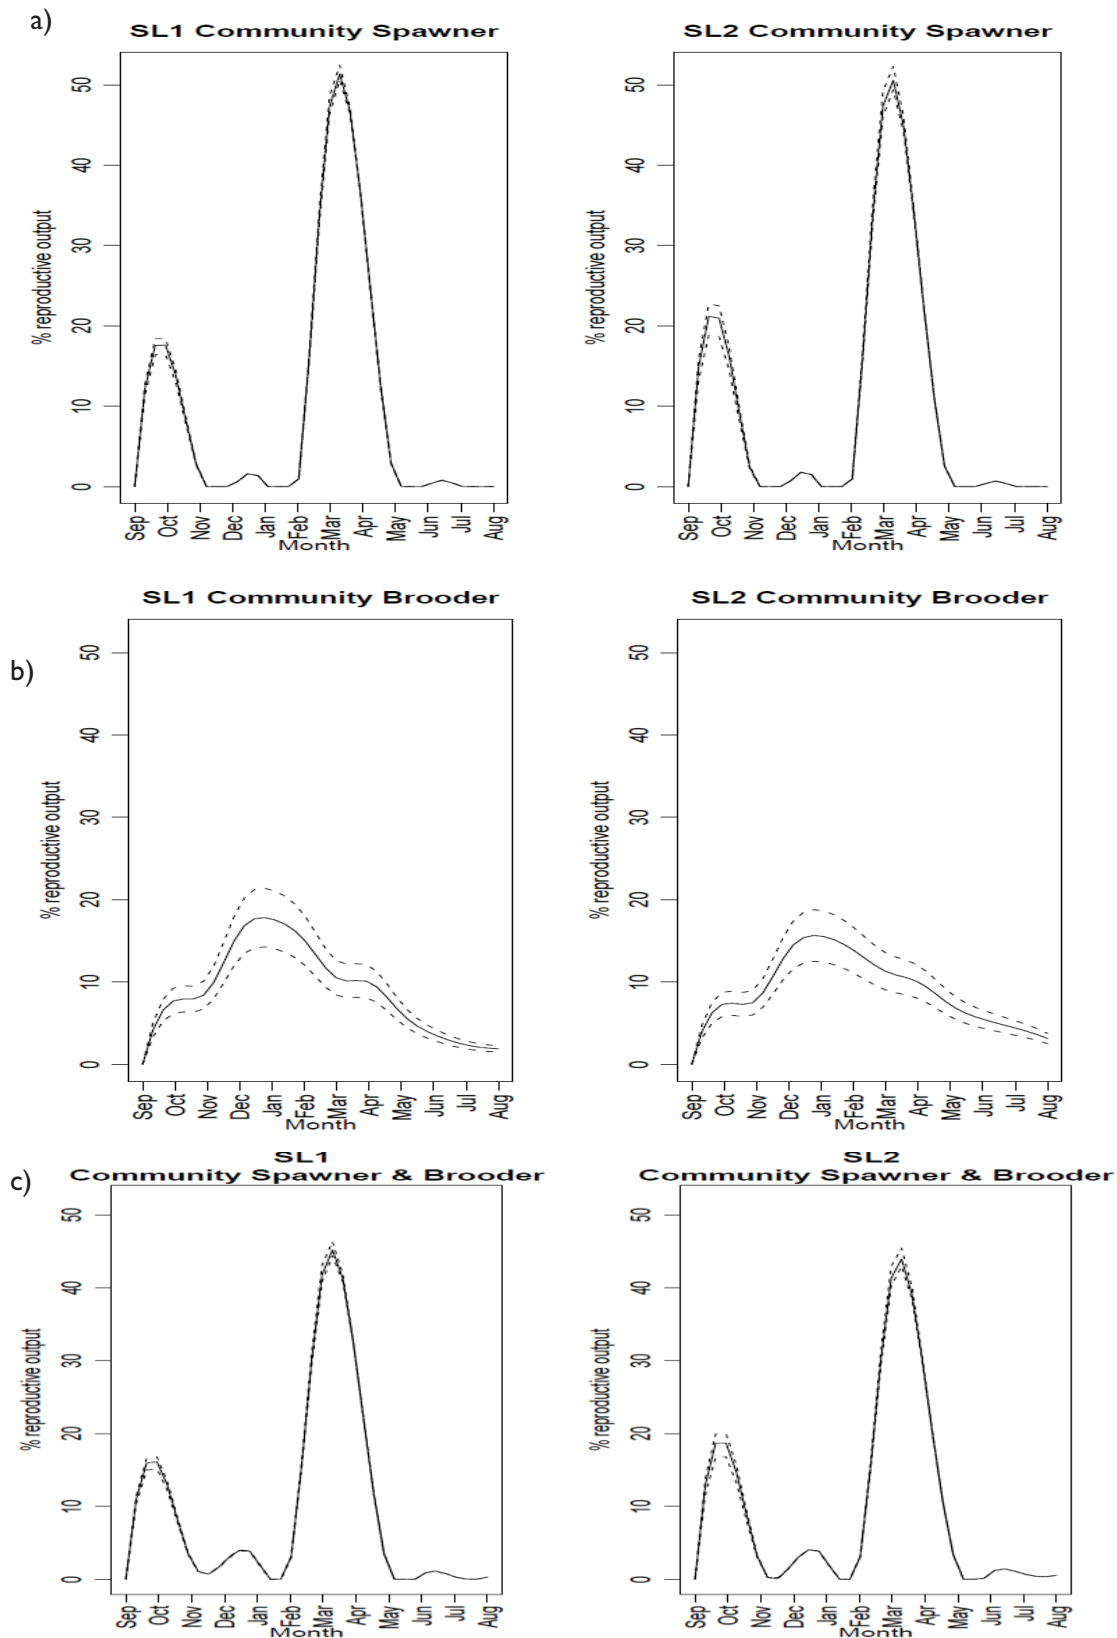 a)
SL1 Community Spawner
% reproductive output
50
40
30
20
10
0
Sep Oct Nov Dec Jan Feb Mar Apr May Jun Jul Aug
Month
SL2 Community Spawner
% reproductive output
50
40
30
20
10
0
Sep Oct Nov Dec Jan Feb Mar Apr May Jun Jul Aug
Month
b)
SL1 Community Brooder
% reproductive output
50
40
30
20
10
0
Sep Oct Nov Dec Jan Feb Mar Apr May Jun Jul Aug
Month
SL2 Community Brooder
% reproductive output
50
40
30
20
10
0
Sep Oct Nov Dec Jan Feb Mar Apr May Jun Jul Aug
Month
c)
SL1
Community Spawner & Brooder
% reproductive output
50
40
30
20
10
0
Sep Oct Nov Dec Jan Feb Mar Apr May Jun Jul Aug
Month
SL2
Community Spawner & Brooder
% reproductive output
50
40
30
20
10
0
Sep Oct Nov Dec Jan Feb Mar Apr May Jun Jul Aug
Month